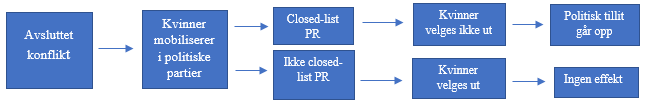 Avsluttet
konflikt
Kvinner
mobiliserer
i politiske
partier
Closed-list
PR
Kvinner
velges ikke ut
Politisk tillit
går opp
Ikke closed-
list PR
Kvinner
velges ut
Ingen effekt